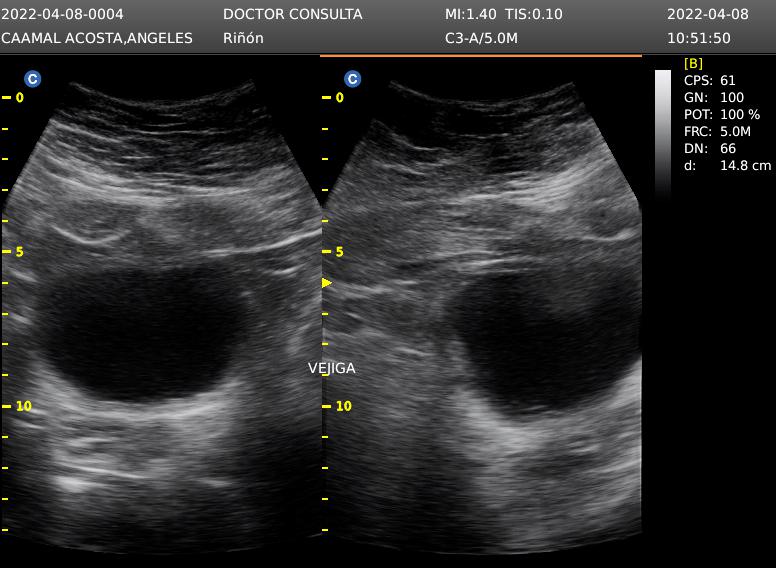 2022-04-08-0004 DOCTOR CONSULTA MI:1.40 TIS:0.10 2022-04-08
CAAMAL ACOSTA,ANGELES Riñón C3-A/5.0M 10:51:50
[B]
CPS: 61
GN: 100
POT: 100 %
FRC: 5.0M
DN: 66
d: 14.8 cm
C C
0 0
5 5
VEJIGA
10 10